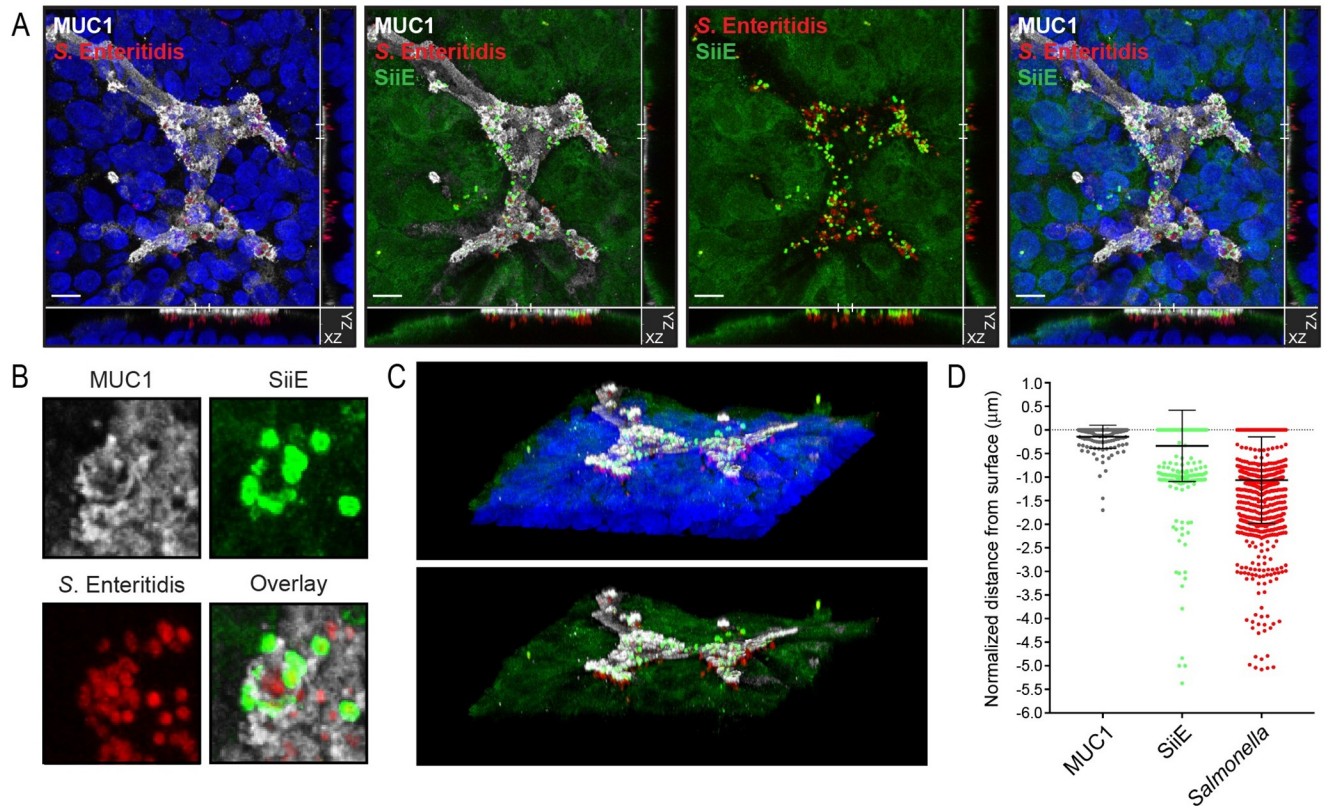 A
MUC1
S. Enteritidis
XZ
YZ
MUC1
S. Enteritidis
SiiE
XZ
YZ
S. Enteritidis
SiiE
XZ
YZ
MUC1
S. Enteritidis
SiiE
XZ
YZ
B
MUC1
SiiE
S. Enteritidis
Overlay
C
D
Normalized distance from surface (μm)
1.0
0.5
0
-0.5
-1.0
-1.5
-2.0
-2.5
-3.0
-3.5
-4.0
-4.5
-5.0
-5.5
-6.0
MUC1
SiiE
Salmonella